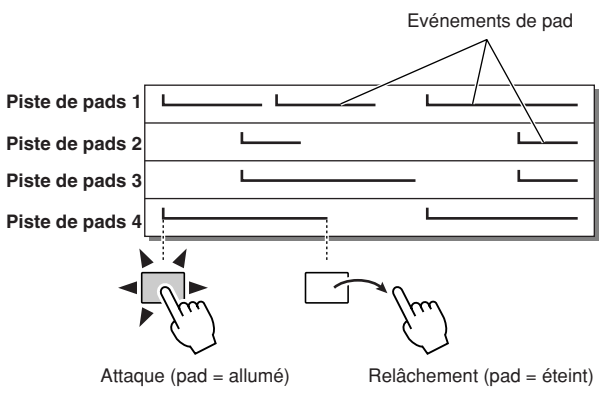 Evénements de pad
Piste de pads 1
Piste de pads 2
Piste de pads 3
Piste de pads 4
Attaque (pad = allumé)
Relâchement (pad = éteint)